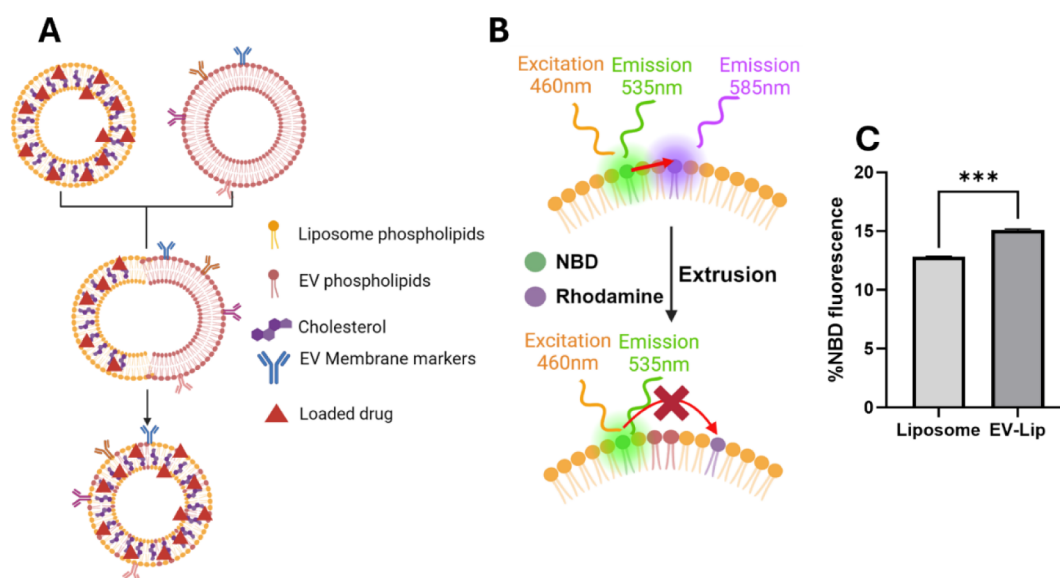 A
Liposome phospholipids
EV phospholipids
Cholesterol
EV Membrane markers
Loaded drug
B
Excitation
460nm
Emission
535nm
Emission
585nm
NBD
Rhodamine
Extrusion
Excitation
460nm
Emission
535nm
C
%NBD fluorescence
20
15
10
5
0
***
Liposome EV-Lip